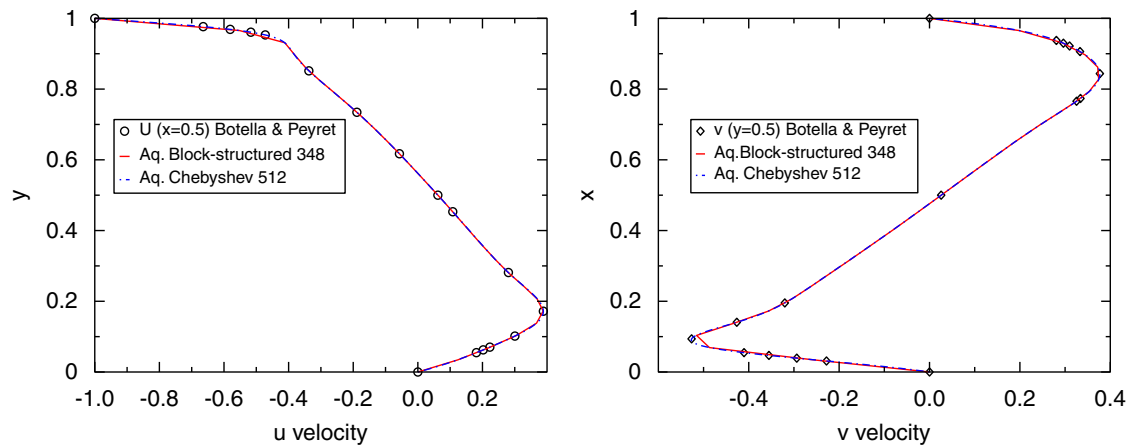 1
0.8
0.6
0.4
0.2
0
y
U (x=0.5) Botella & Peyret
Aq. Block-structured 348
Aq. Chebyshev 512
-1.0 -0.8 -0.6 -0.4 -0.2 0.0 0.2
u velocity
1
0.8
0.6
0.4
0.2
0
x
v (y=0.5) Botella & Peyret
Aq.Block-structured 348
Aq. Chebyshev 512
-0.4 -0.2 0.0 0.2 0.4
v velocity